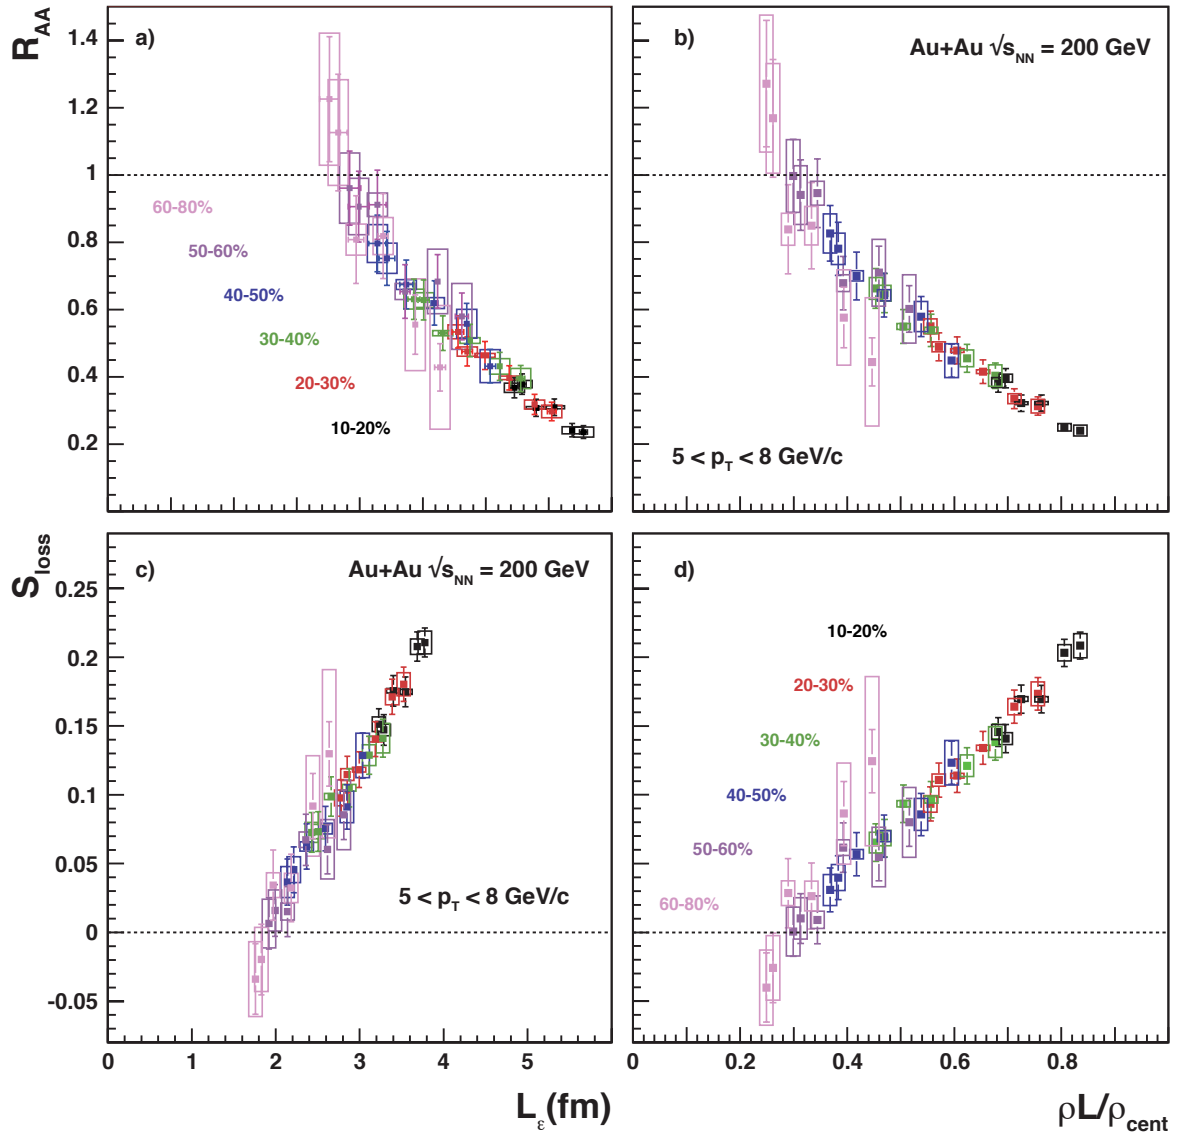 R_AA
a)
1.4
1.2
1
0.8
0.6
0.4
0.2
60-80%
50-60%
40-50%
30-40%
20-30%
10-20%
b)
Au+Au √s_NN = 200 GeV
5 < p_T < 8 GeV/c
S_loss
c)
Au+Au √s_NN = 200 GeV
0.25
0.2
0.15
0.1
0.05
0
-0.05
5 < p_T < 8 GeV/c
0 1 2 3 4 5
L_ε(fm)
d)
10-20%
20-30%
30-40%
40-50%
50-60%
60-80%
0 0.2 0.4 0.6 0.8
ρL/ρ_cent